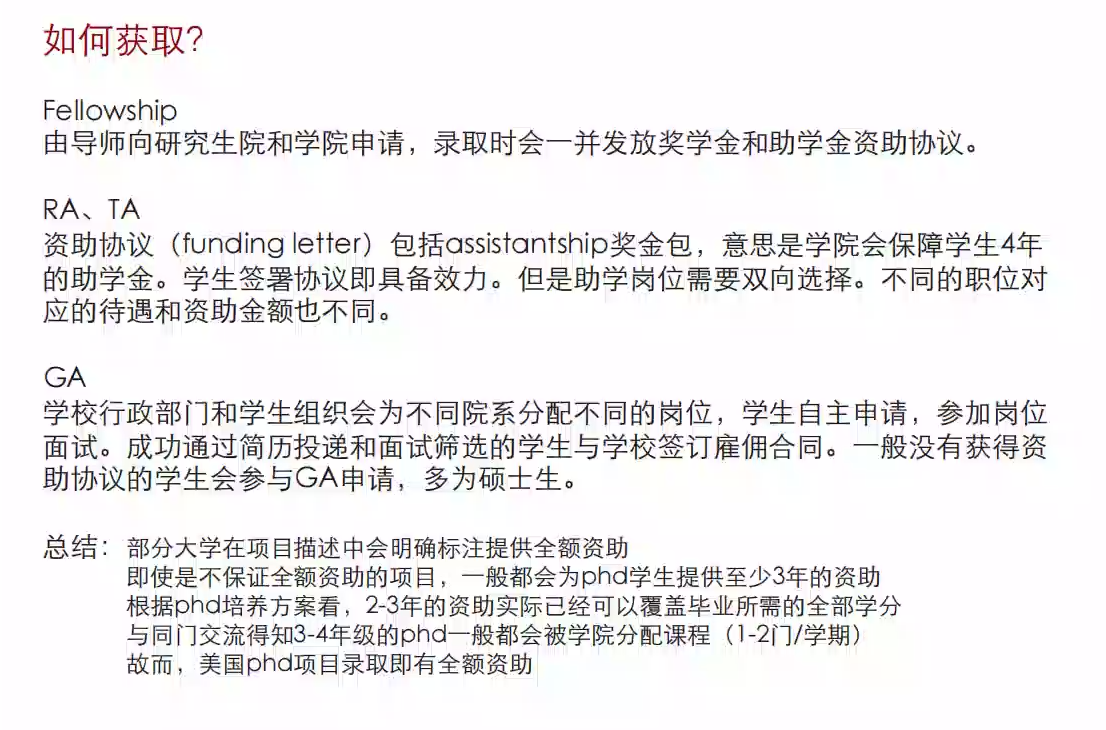 如何获取？
Fellowship
由导师向研究生院和学院申请，录取时会一并发放奖学金和助学金资助协议。
RA、TA
资助协议（funding letter）包括assistantship奖金包，意思是学院会保障学生4年
的助学金。学生签署协议即具备效力。但是助学岗位需要双向选择。不同的职位对
应的待遇和资助金额也不同。
GA
学校行政部门和学生组织会为不同院系分配不同的岗位，学生自主申请，参加岗位
面试。成功通过简历投递和面试筛选的学生与学校签订雇佣合同。一般没有获得资
助协议的学生会参与GA申请，多为硕士生。
总结：部分大学在项目描述中会明确标注提供全额资助
即使是不保证全额资助的项目，一般都会为phd学生提供至少3年的资助
根据phd培养方案看，2-3年的资助实际已经可以覆盖毕业所需的全部学分
与同门交流得知3-4年级的phd一般都会被学院分配课程（1-2门/学期）
故而，美国phd项目录取即有全额资助